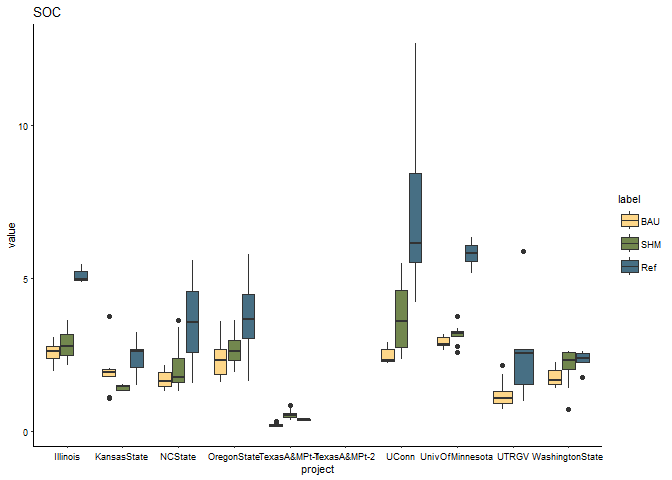 SOC
value
10
5
0
Illinois
KansasState
NCState
OregonState
TexasA&MPt-1
TexasA&MPt-2
UConn
UnivOfMinnesota
UTRGV
WashingtonState
project
label
BAU
SHM
Ref